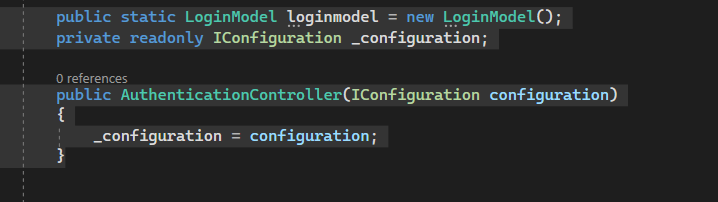 public static LoginModel loginmodel = new LoginModel();
private readonly IConfiguration _configuration;
0 references
public AuthenticationController(IConfiguration configuration)
{
_configuration = configuration;
}